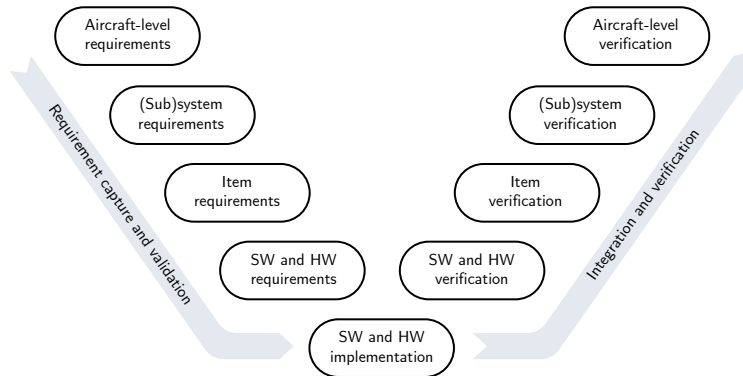 Aircraft-level
requirements
Aircraft-level
verification
(Sub)system
requirements
(Sub)system
verification
Item
requirements
Item
verification
SW and HW
requirements
SW and HW
verification
SW and HW
implementation
Requirement capture and validation
Integration and verification